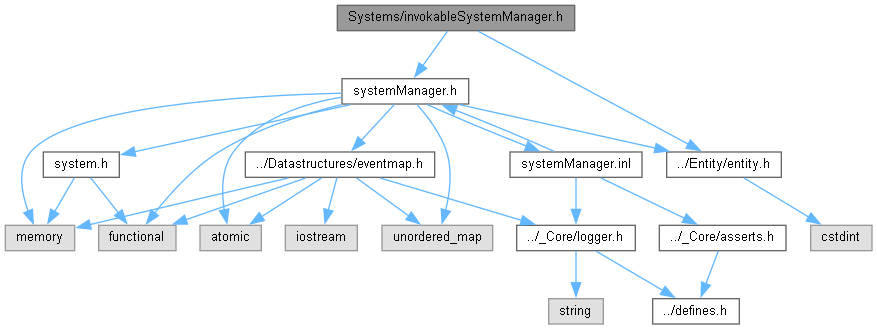 Systems/invokableSystemManager.h
systemManager.h
system.h
../Datastructures/eventmap.h
systemManager.inl
../Entity/entity.h
memory
functional
atomic
iostream
unordered_map
../_Core/logger.h
../_Core/asserts.h
cstdint
string
../defines.h